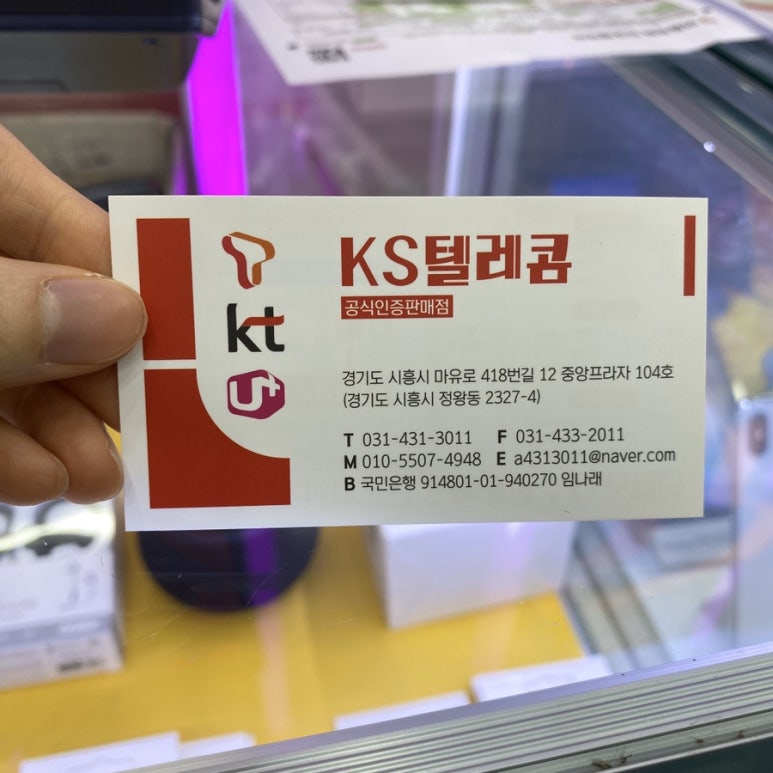 KS텔레콤
공식인증판매점
kt
U+
경기도 시흥시 마유로 418번길 12 중앙프라자 104호
(경기도 시흥시 정왕동 2327-4)
T 031-431-3011 F 031-433-2011
M 010-5507-4948 E a4313011@naver.com
B 국민은행 914801-01-940270 임나래